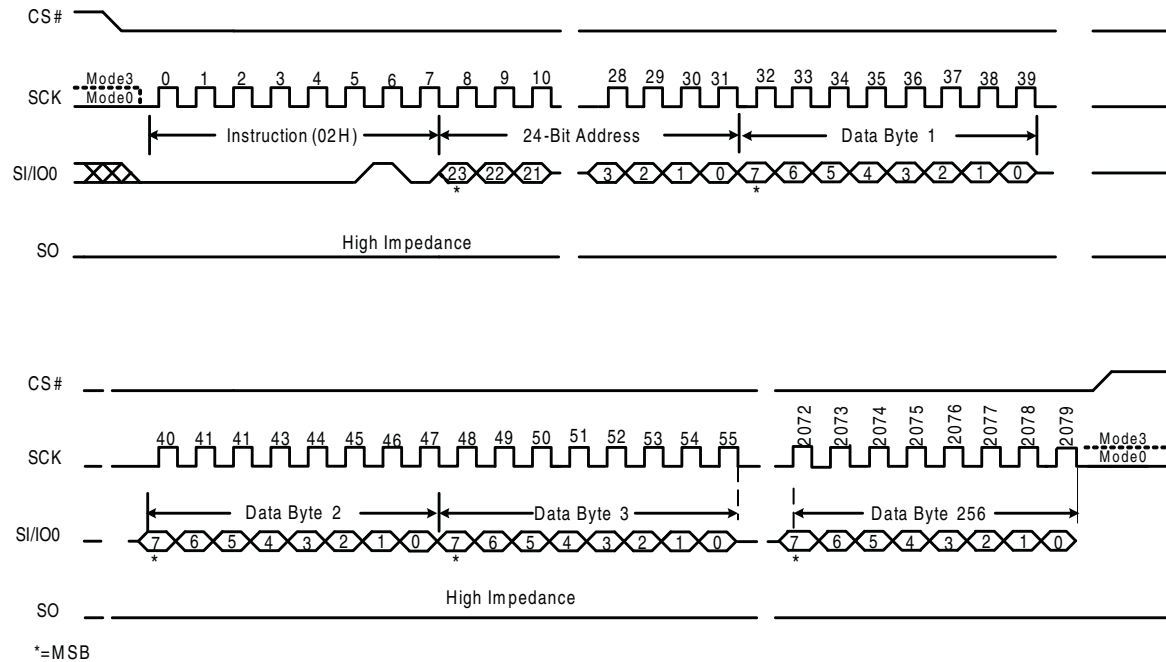 CS#
Mode3 0 1 2 3 4 5 6 7 8 9 10 28 29 30 31 32 33 34 35 36 37 38 39
SCK Mode0
Instruction (02H) 24-Bit Address Data Byte 1
SI/IO0 23 22 21 3 2 1 0 7 6 5 4 3 2 1 0
* *
High Impedance
SO
CS#
40 41 41 43 44 45 46 47 48 49 50 51 52 53 54 55 2072 2073 2074 2075 2076 2077 2078 2079 Mode3
SCK Mode0
Data Byte 2 Data Byte 3 Data Byte 256
SI/IO0 7 6 5 4 3 2 1 0 7 6 5 4 3 2 1 0 7 6 5 4 3 2 1 0
* * *
High Impedance
SO
*=MSB